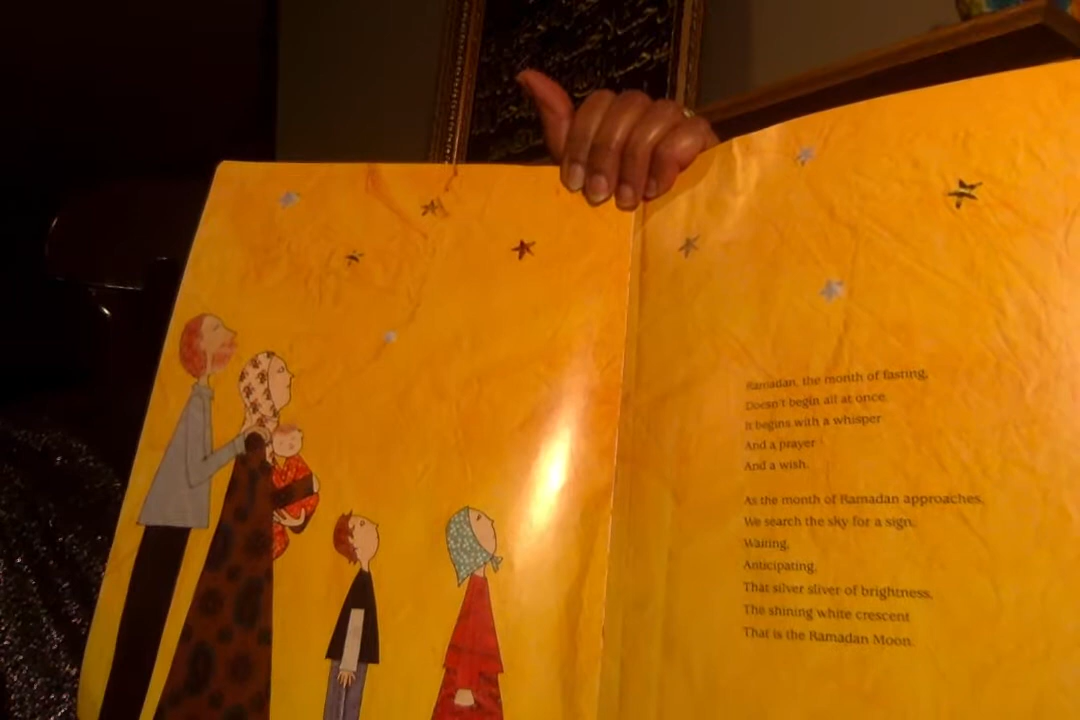 Ramadan, the month of fasting,
Doesn't begin all at once.
It begins with a whisper
And a prayer
And a wish.
As the month of Ramadan approaches,
We search the sky for a sign.
Waiting,
Anticipating,
That silver sliver of brightness,
The shining white crescent
That is the Ramadan Moon.